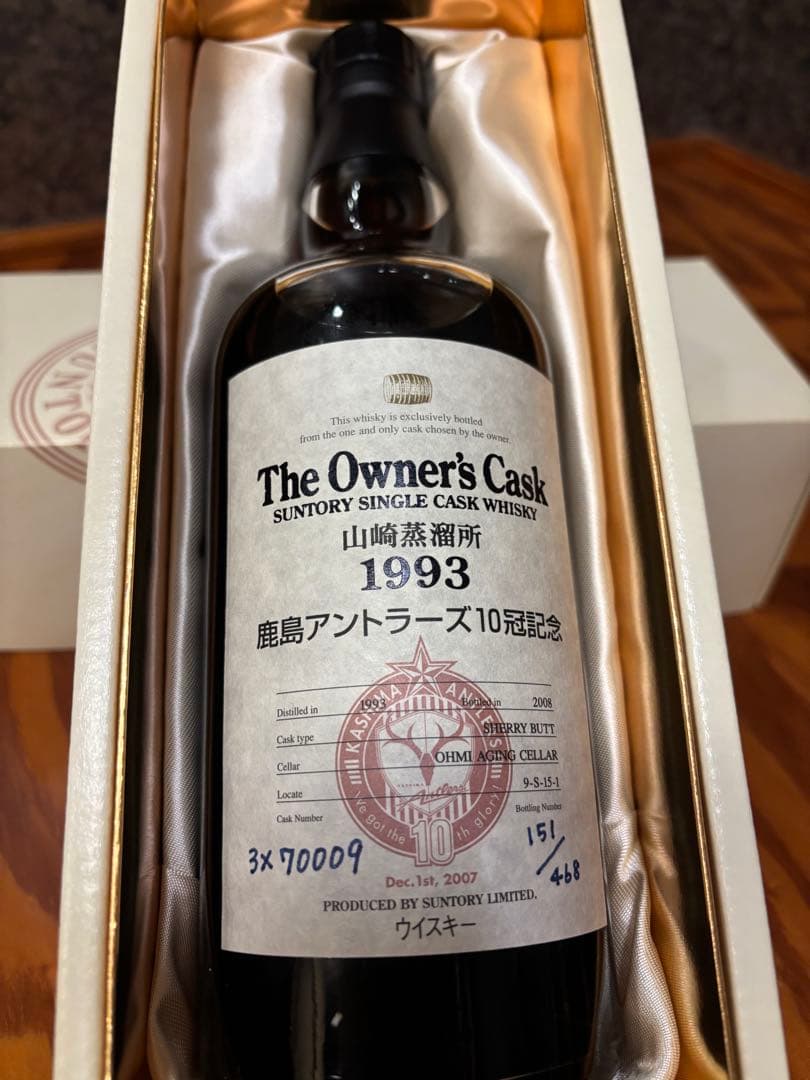 This whisky is exclusively bottled
from the one and only cask chosen by the owner.
The Owner's Cask
SUNTORY SINGLE CASK WHISKY
山崎蒸溜所
1993
鹿島アントラーズ10冠記念
Distilled in 1993 Bottled in 2008
Cask type SHERRY BUTT
Cellar OHMI AGING CELLAR
Locate 9-S-15-1
Cask Number Bottling Number
3X70009 151/468
KASHIMA ANTLERS
Antlers
've got the 10th glory!
Dec.1st, 2007
PRODUCED BY SUNTORY LIMITED.
ウイスキー